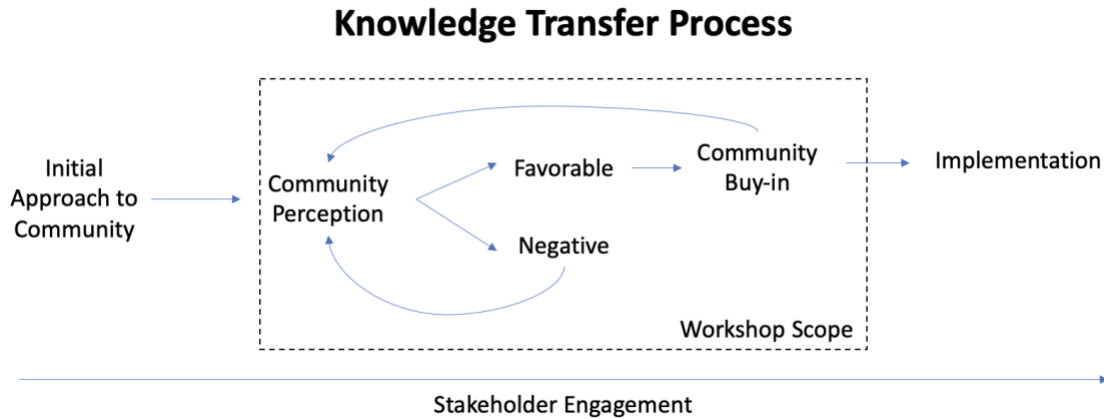 Knowledge Transfer Process
Initial
Approach to
Community
Community
Perception
Favorable
Negative
Community
Buy-in
Implementation
Workshop Scope
Stakeholder Engagement